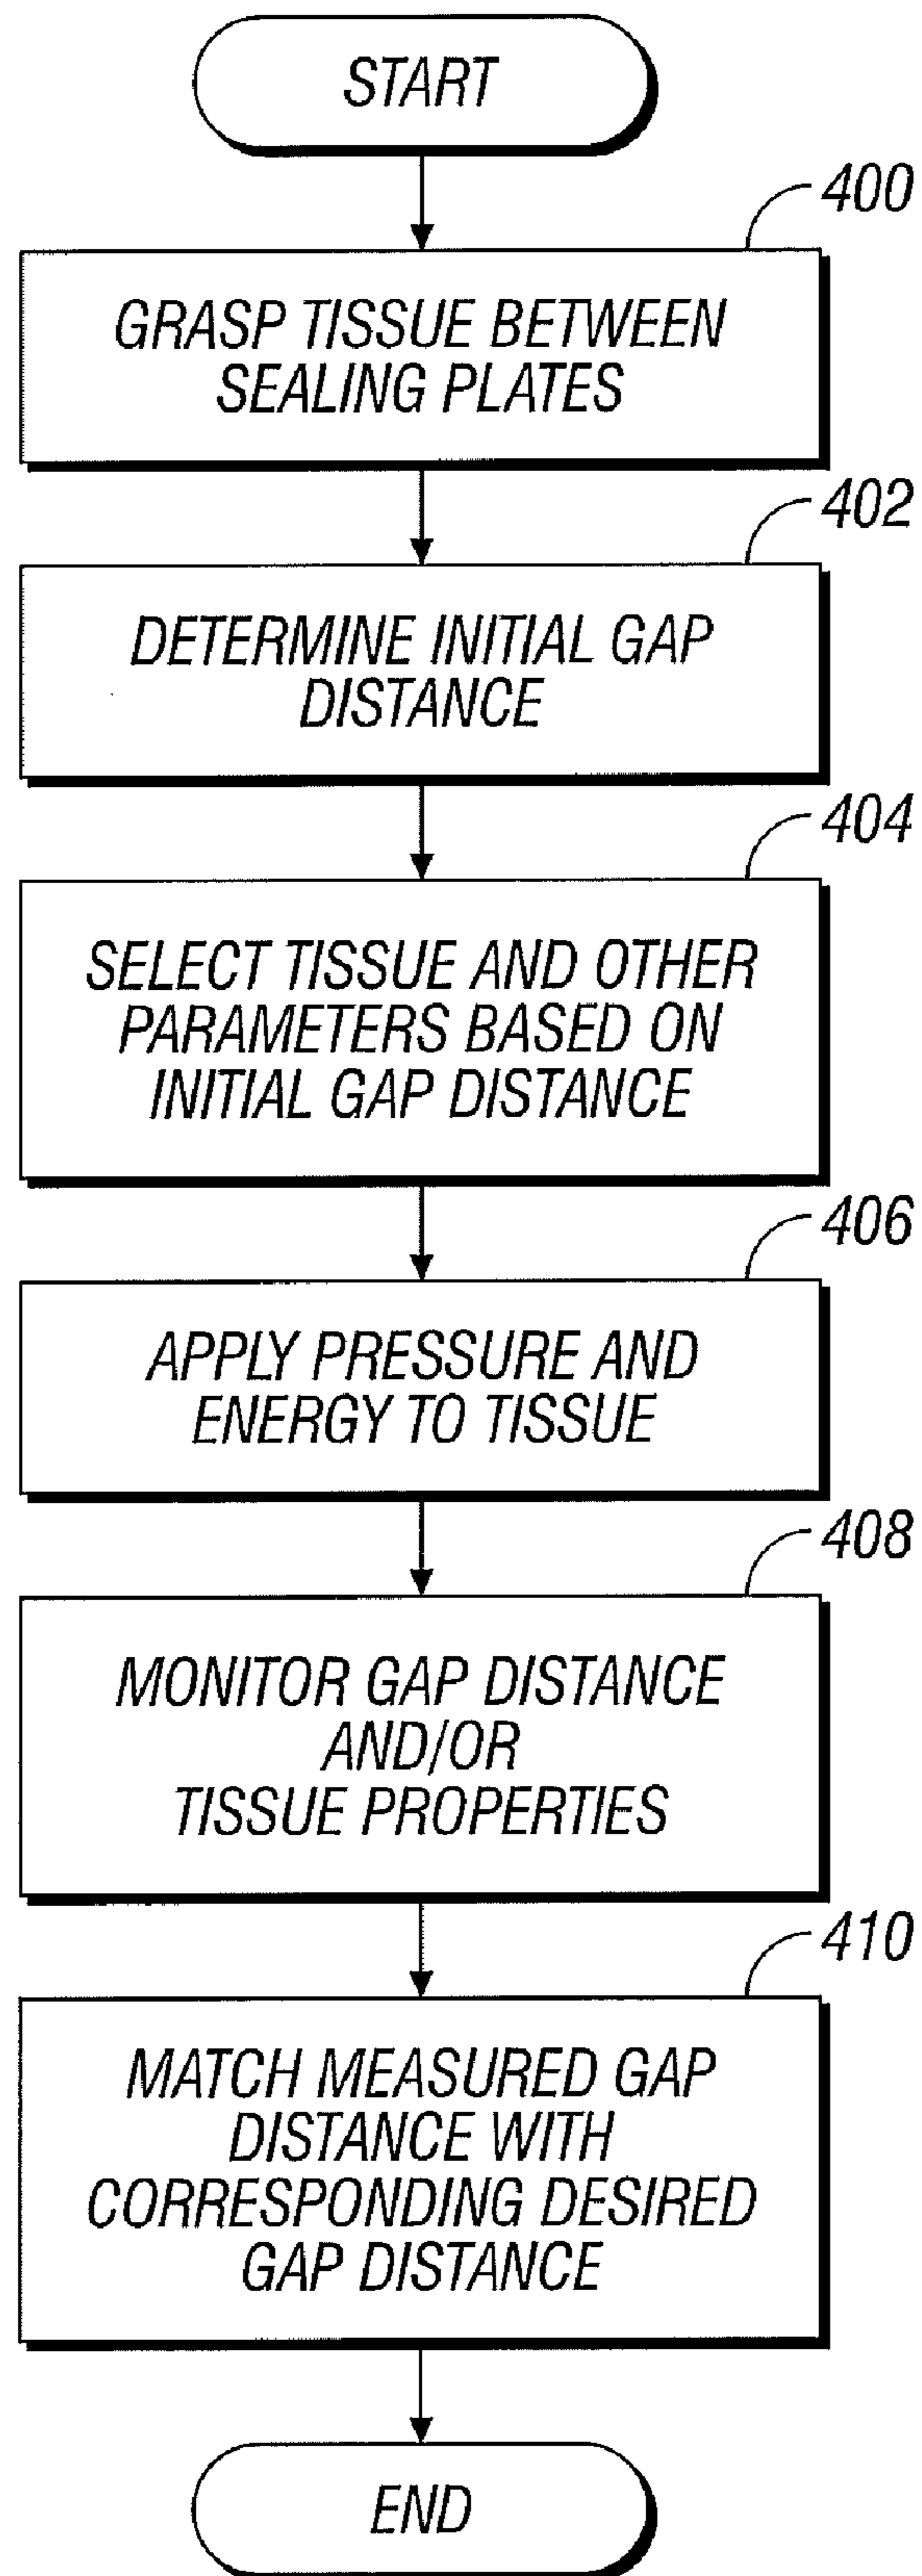 START
400
GRASP TISSUE BETWEEN
SEALING PLATES
402
DETERMINE INITIAL GAP
DISTANCE
404
SELECT TISSUE AND OTHER
PARAMETERS BASED ON
INITIAL GAP DISTANCE
406
APPLY PRESSURE AND
ENERGY TO TISSUE
408
MONITOR GAP DISTANCE
AND/OR
TISSUE PROPERTIES
410
MATCH MEASURED GAP
DISTANCE WITH
CORRESPONDING DESIRED
GAP DISTANCE
END